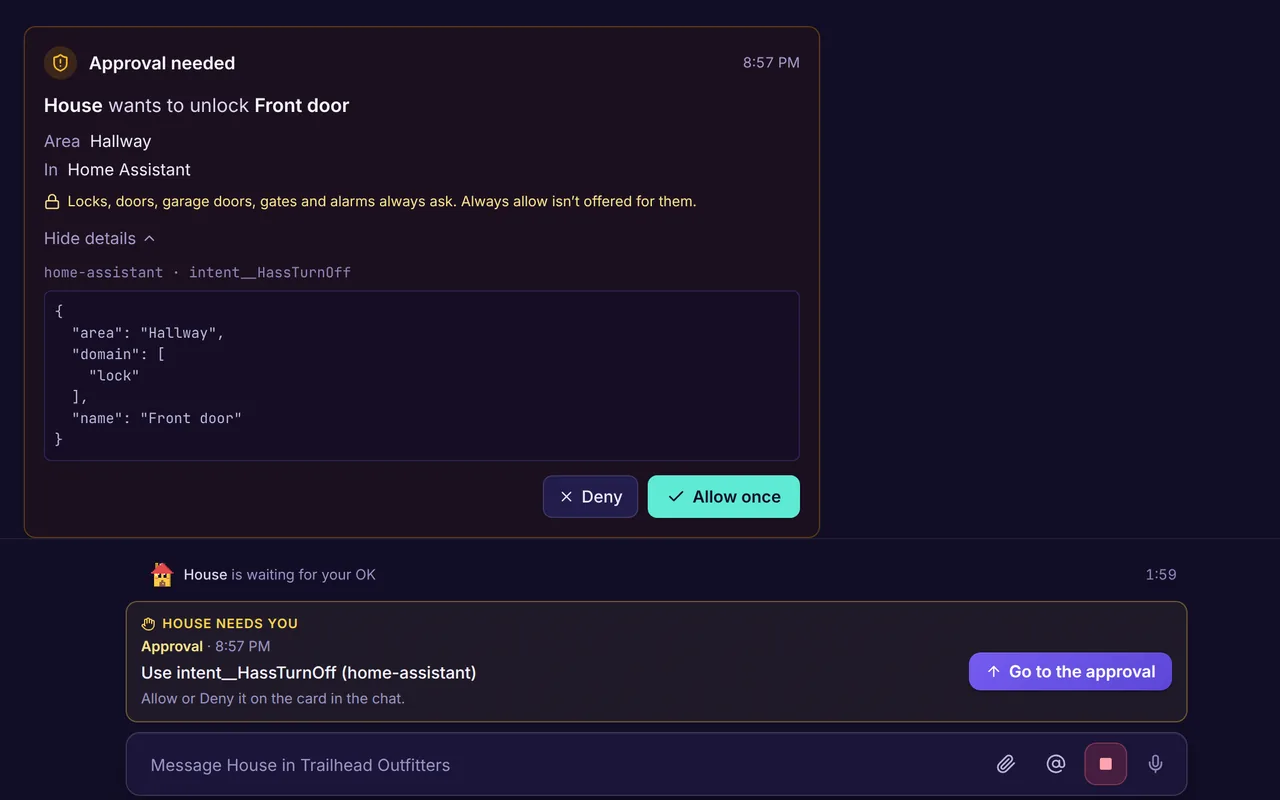 Approval needed
8:57 PM
House wants to unlock Front door
Area Hallway
In Home Assistant
Locks, doors, garage doors, gates and alarms always ask. Always allow isn’t offered for them.
Hide details
home-assistant · intent__HassTurnOff
{
  "area": "Hallway",
  "domain": [
    "lock"
  ],
  "name": "Front door"
}
Deny
Allow once
House is waiting for your OK
1:59
HOUSE NEEDS YOU
Approval · 8:57 PM
Use intent__HassTurnOff (home-assistant)
Allow or Deny it on the card in the chat.
Go to the approval
Message House in Trailhead Outfitters